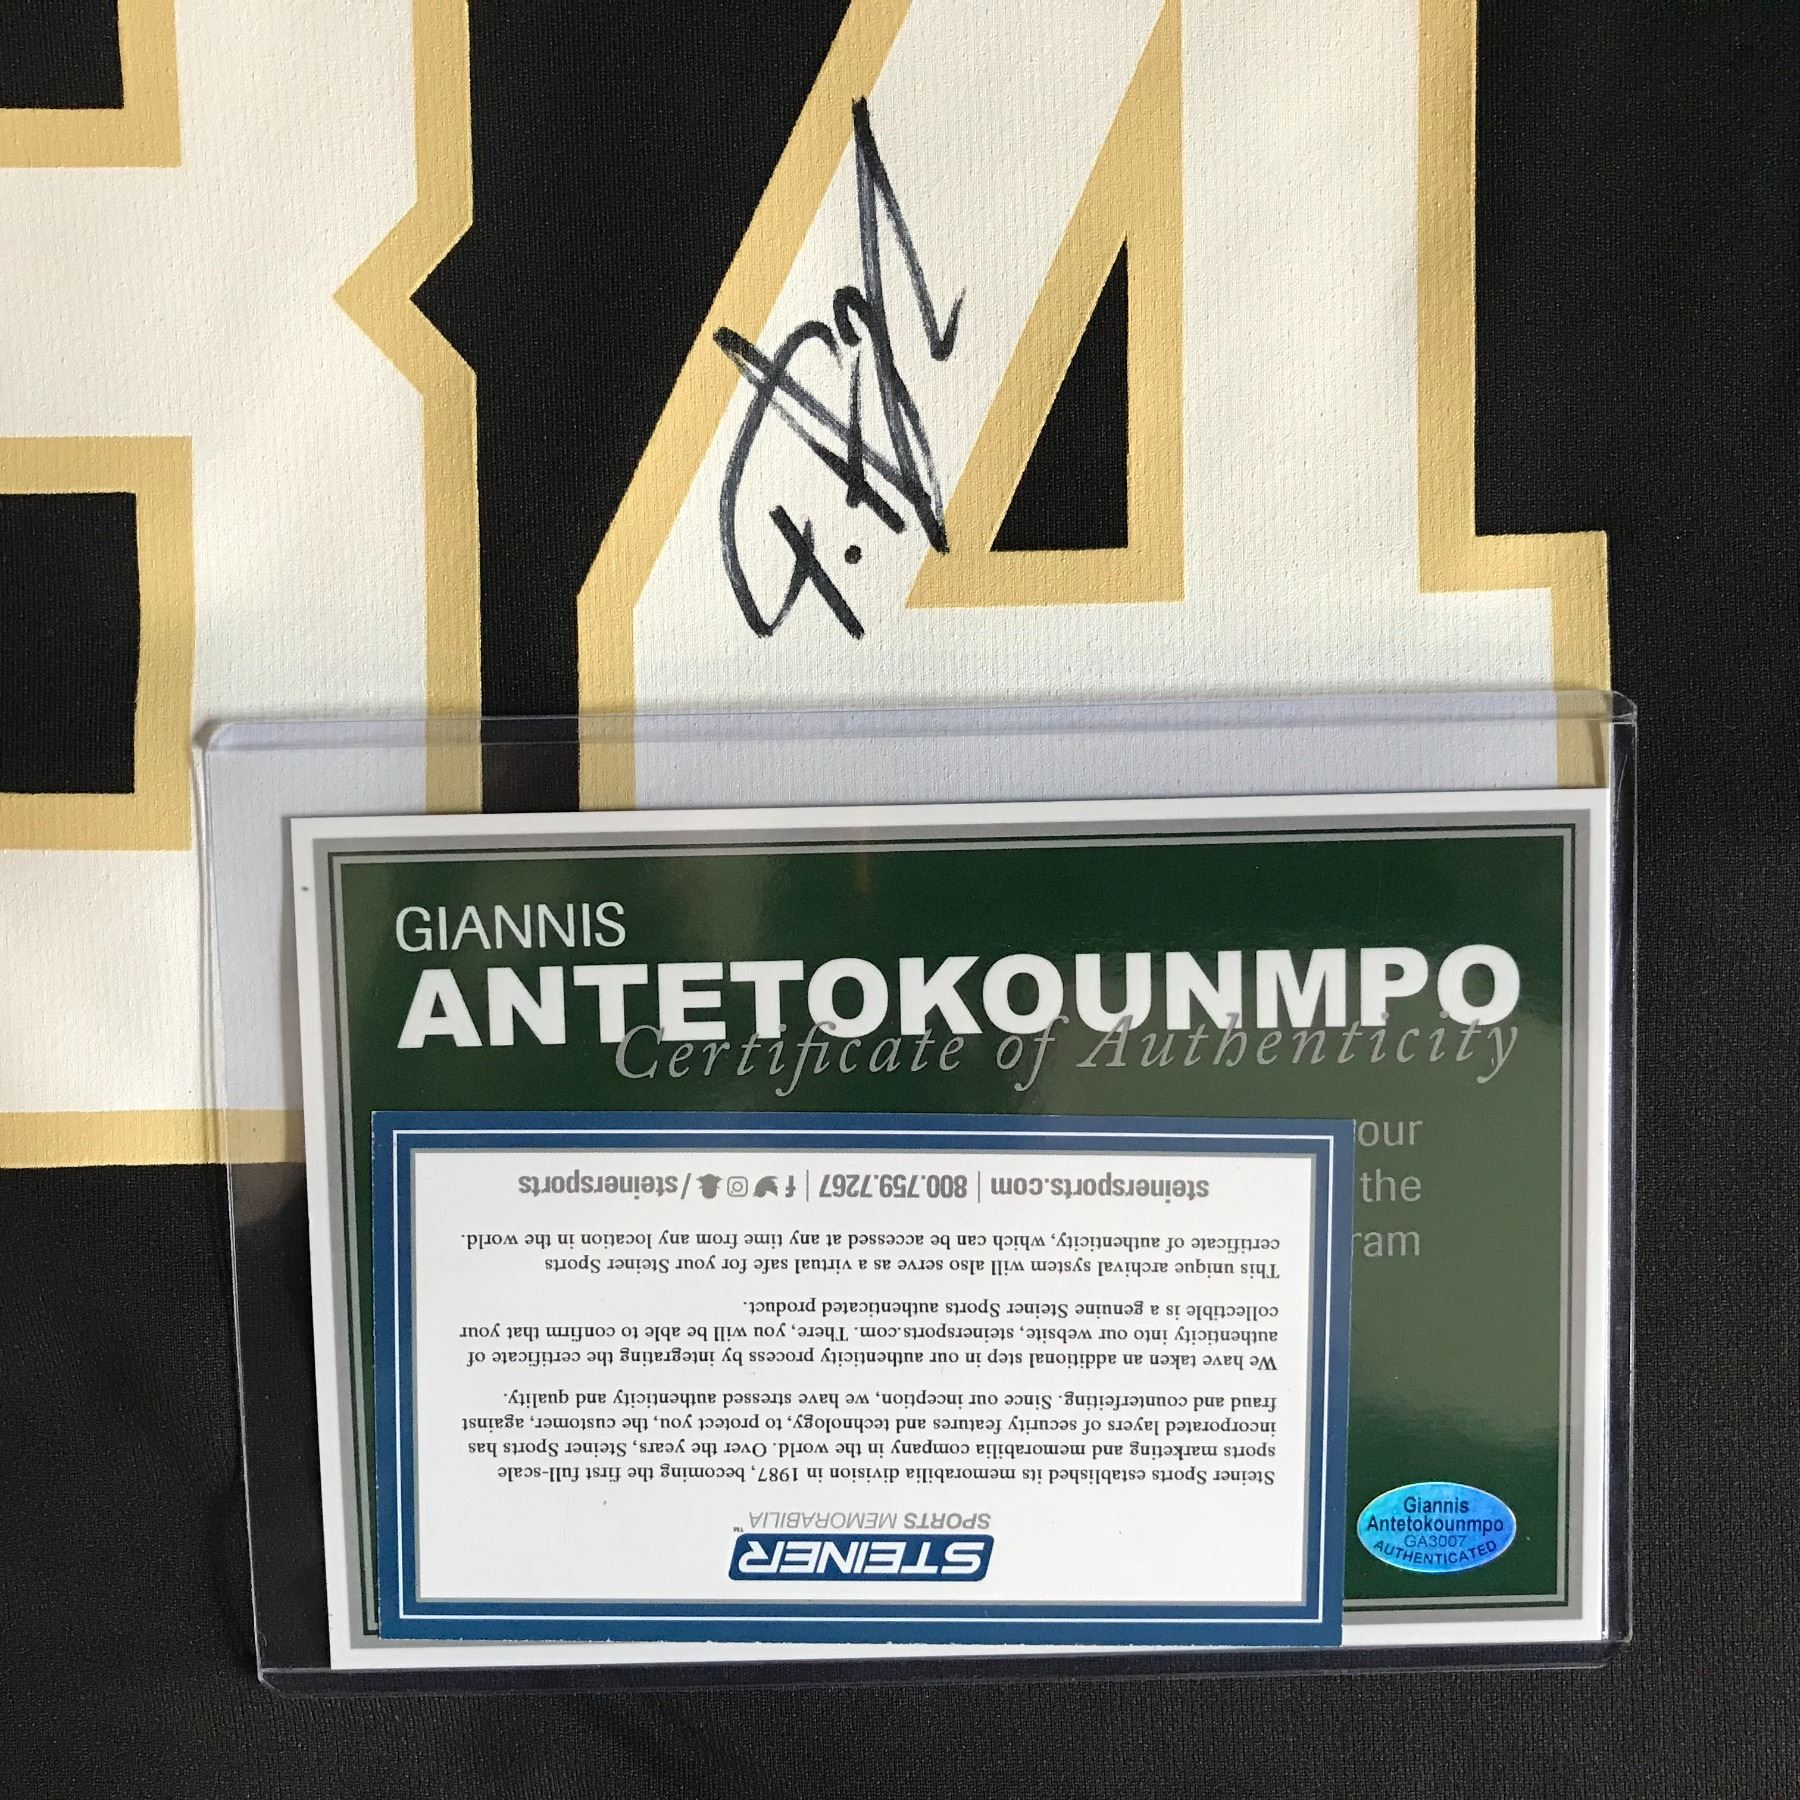 34
GIANNIS
ANTETOKOUNMPO
Certificate of Authenticity
our
the
ram
STEINER™
SPORTS MEMORABILIA
Steiner Sports established its memorabilia division in 1987, becoming the first full-scale
sports marketing and memorabilia company in the world. Over the years, Steiner Sports has
incorporated layers of security features and technology, to protect you, the customer, against
fraud and counterfeiting. Since our inception, we have stressed authenticity and quality.
We have taken an additional step in our authenticity process by integrating the certificate of
authenticity into our website, steinersports.com. There, you will be able to confirm that your
collectible is a genuine Steiner Sports authenticated product.
This unique archival system will also serve as a virtual safe for your Steiner Sports
certificate of authenticity, which can be accessed at any time from any location in the world.
steinersports.com | 800.759.7267 | /steinersports
Giannis
Antetokounmpo
GA3007
AUTHENTICATED